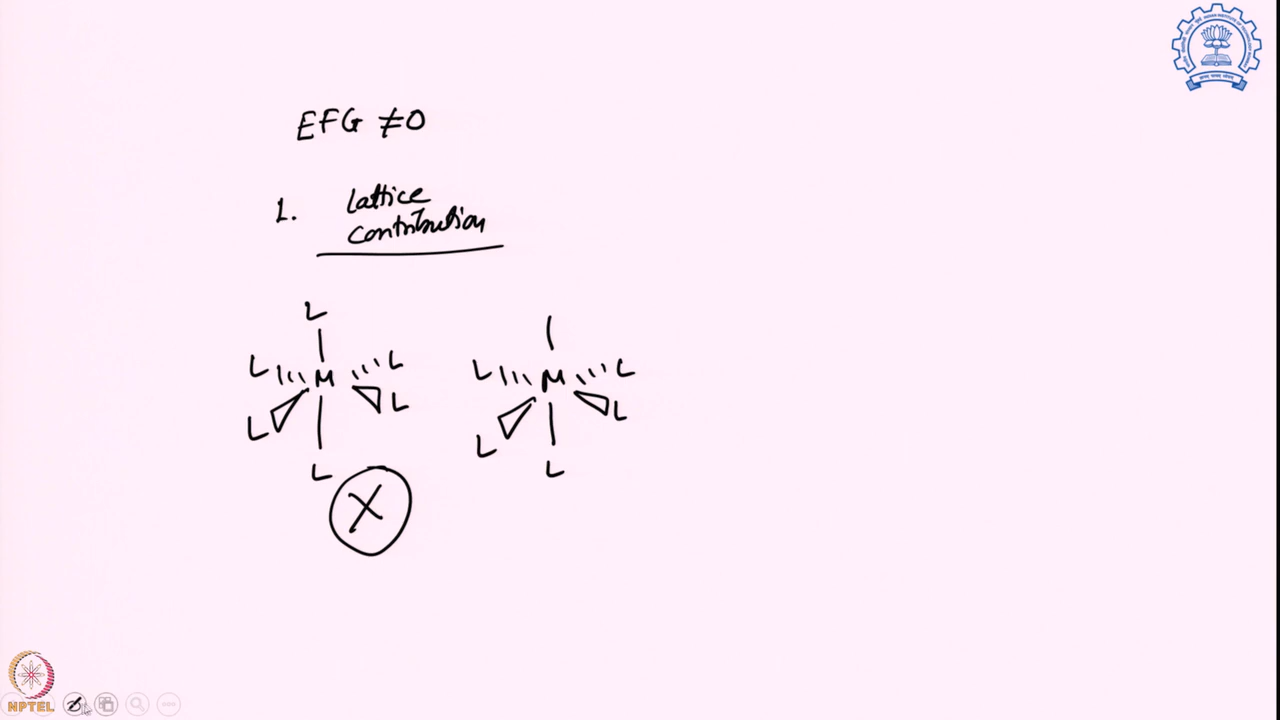 EFG ≠0
1. Lattice
contribution
L
L M L
L L
L
X
L M L
L L
L
NPTEL